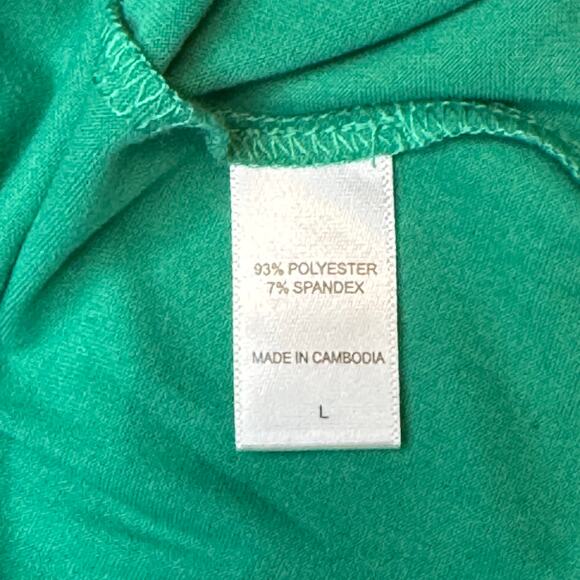 93% POLYESTER
7% SPANDEX
MADE IN CAMBODIA
L